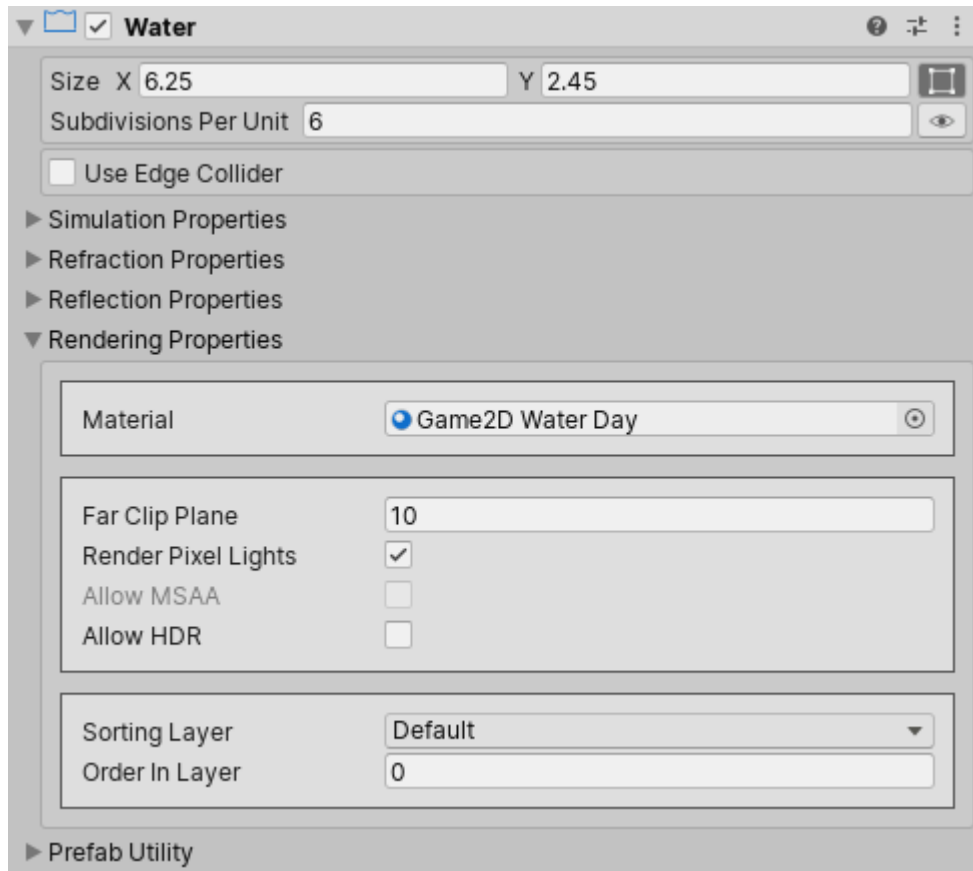 Water
Size X 6.25 Y 2.45
Subdivisions Per Unit 6
Use Edge Collider
Simulation Properties
Refraction Properties
Reflection Properties
Rendering Properties
Material Game2D Water Day
Far Clip Plane 10
Render Pixel Lights
Allow MSAA
Allow HDR
Sorting Layer Default
Order In Layer 0
Prefab Utility